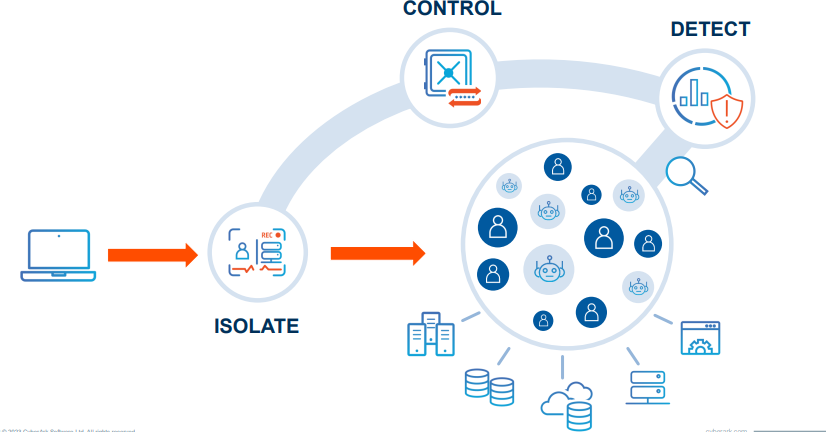 CONTROL
DETECT
REC
ISOLATE